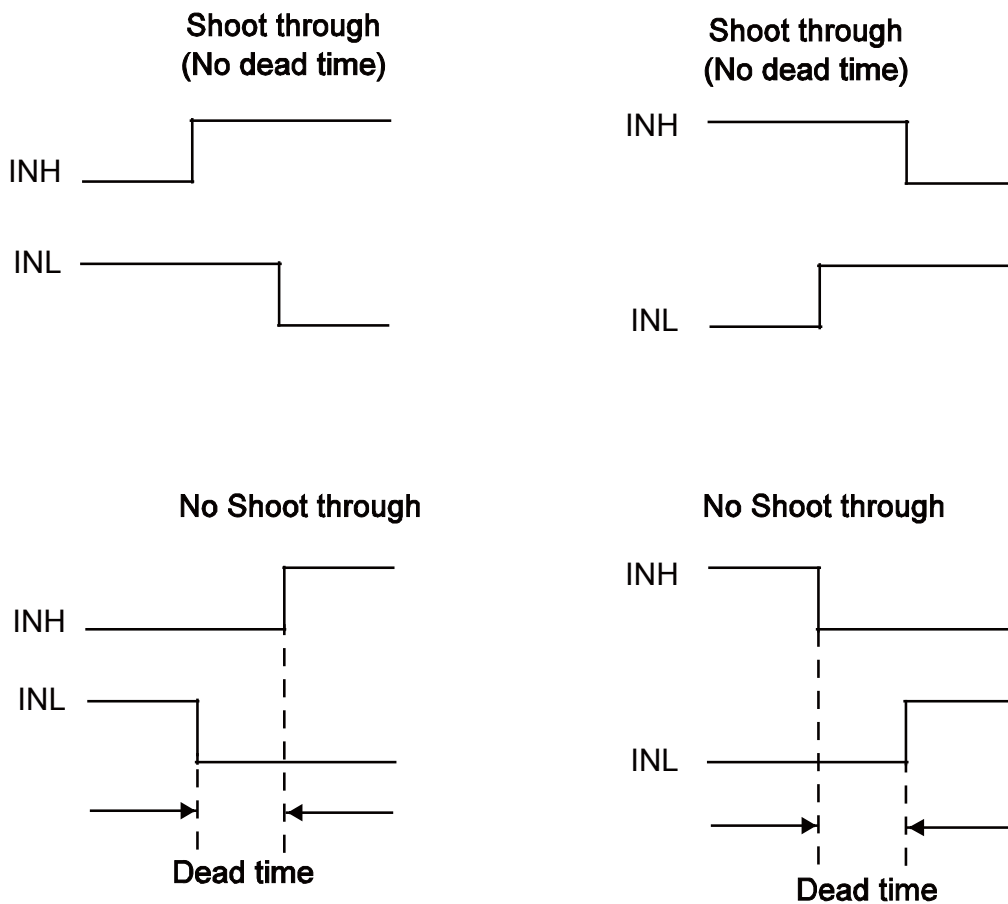 Shoot through
(No dead time)
INH
INL
Shoot through
(No dead time)
INH
INL
No Shoot through
INH
INL
Dead time
No Shoot through
INH
INL
Dead time